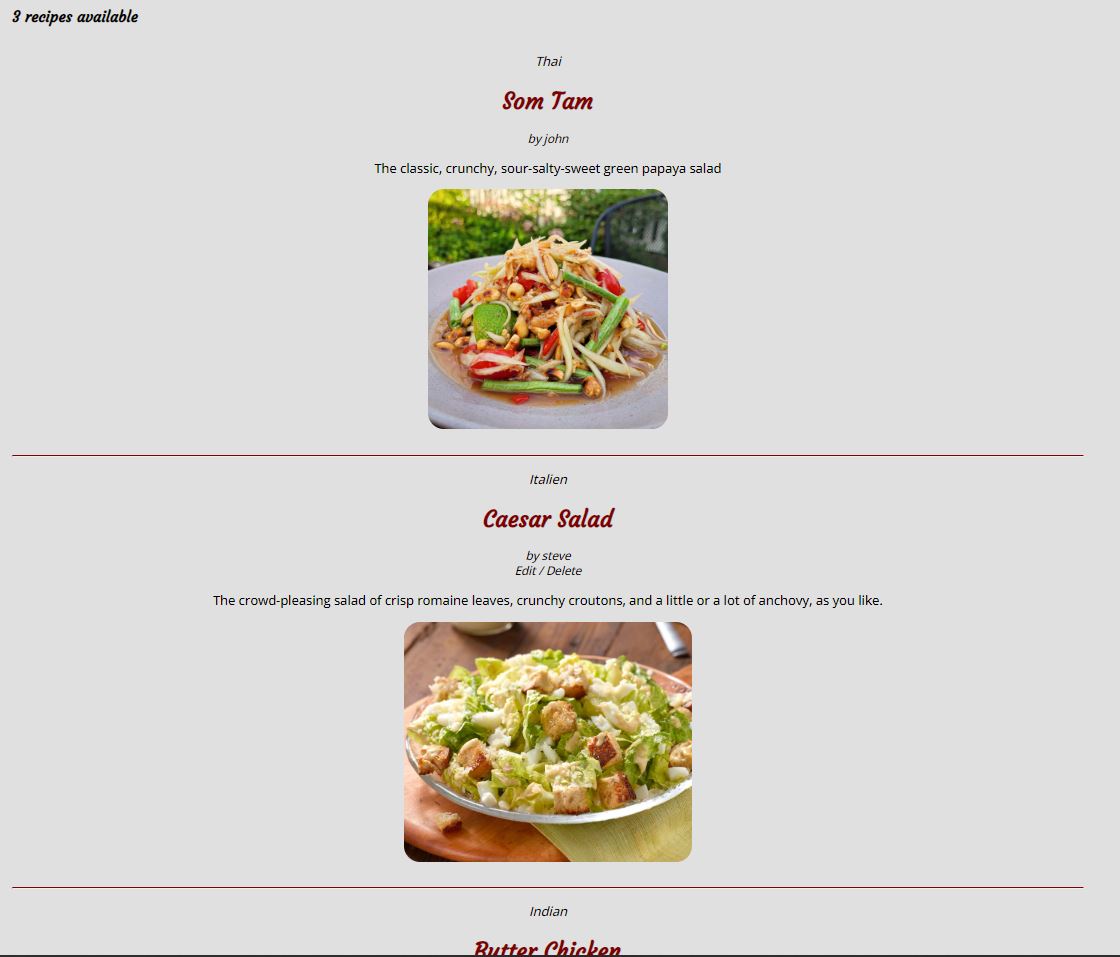 3 recipes available
Thai
Som Tam
by john
The classic, crunchy, sour-salty-sweet green papaya salad
Italien
Caesar Salad
by steve
Edit / Delete
The crowd-pleasing salad of crisp romaine leaves, crunchy croutons, and a little or a lot of anchovy, as you like.
Indian
Butter Chicken